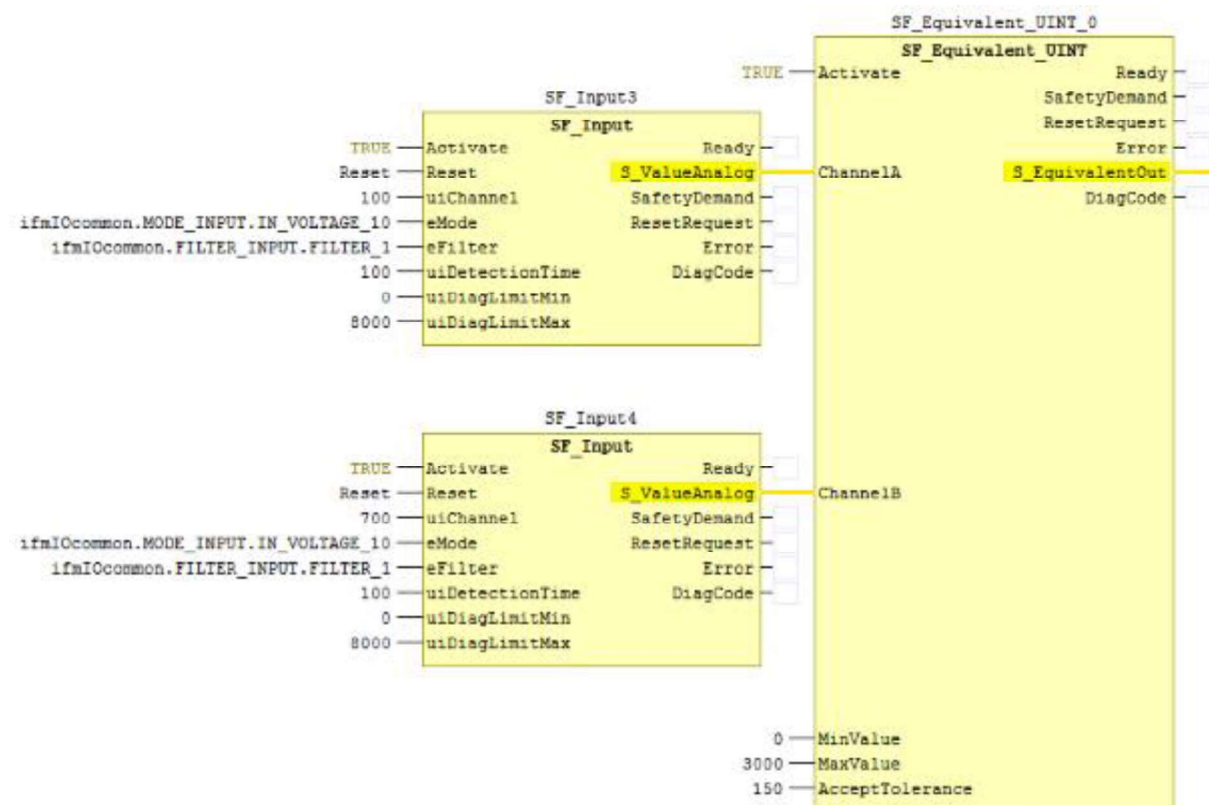 SF_Equivalent_UINT_0
SF_Equivalent_UINT
TRUE Activate Ready
SafetyDemand
ResetRequest
Error
ChannelA S_EquivalentOut
DiagCode
SF_Input3
SF_Input
TRUE Activate Ready
Reset Reset S_ValueAnalog
100 uiChannel SafetyDemand
ifmIOcommon.MODE_INPUT.IN_VOLTAGE_10 eMode ResetRequest
ifmIOcommon.FILTER_INPUT.FILTER_1 eFilter Error
100 uiDetectionTime DiagCode
0 uiDiagLimitMin
8000 uiDiagLimitMax
SF_Input4
SF_Input
TRUE Activate Ready
Reset Reset S_ValueAnalog ChannelB
700 uiChannel SafetyDemand
ifmIOcommon.MODE_INPUT.IN_VOLTAGE_10 eMode ResetRequest
ifmIOcommon.FILTER_INPUT.FILTER_1 eFilter Error
100 uiDetectionTime DiagCode
0 uiDiagLimitMin
8000 uiDiagLimitMax
0 MinValue
3000 MaxValue
150 AcceptTolerance